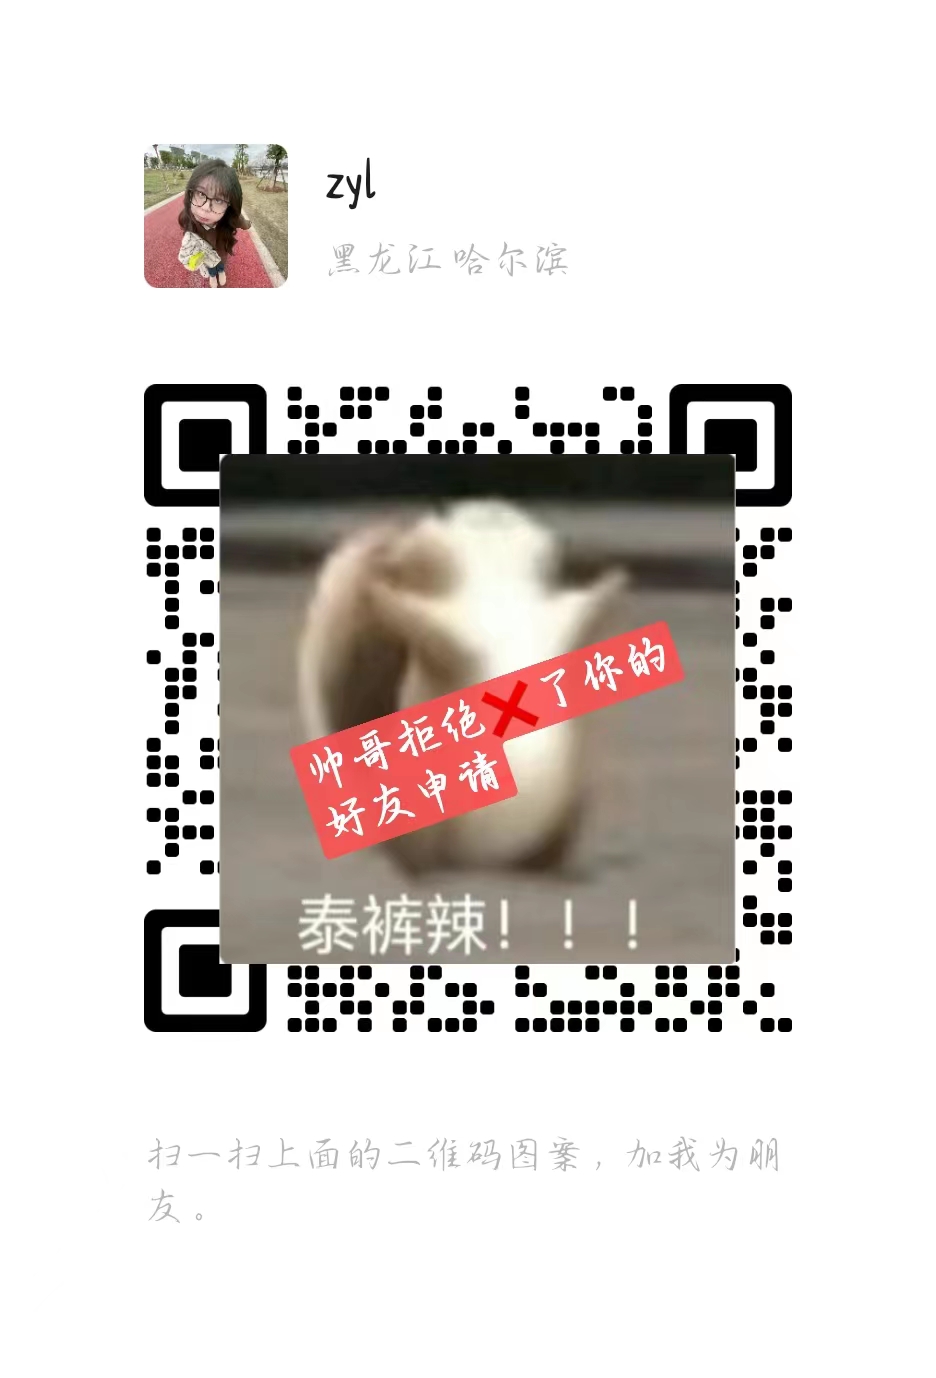 zyl
黑龙江 哈尔滨
帅哥拒绝❌了你的
好友申请
泰裤辣！！！
扫一扫上面的二维码图案，加我为朋
友。